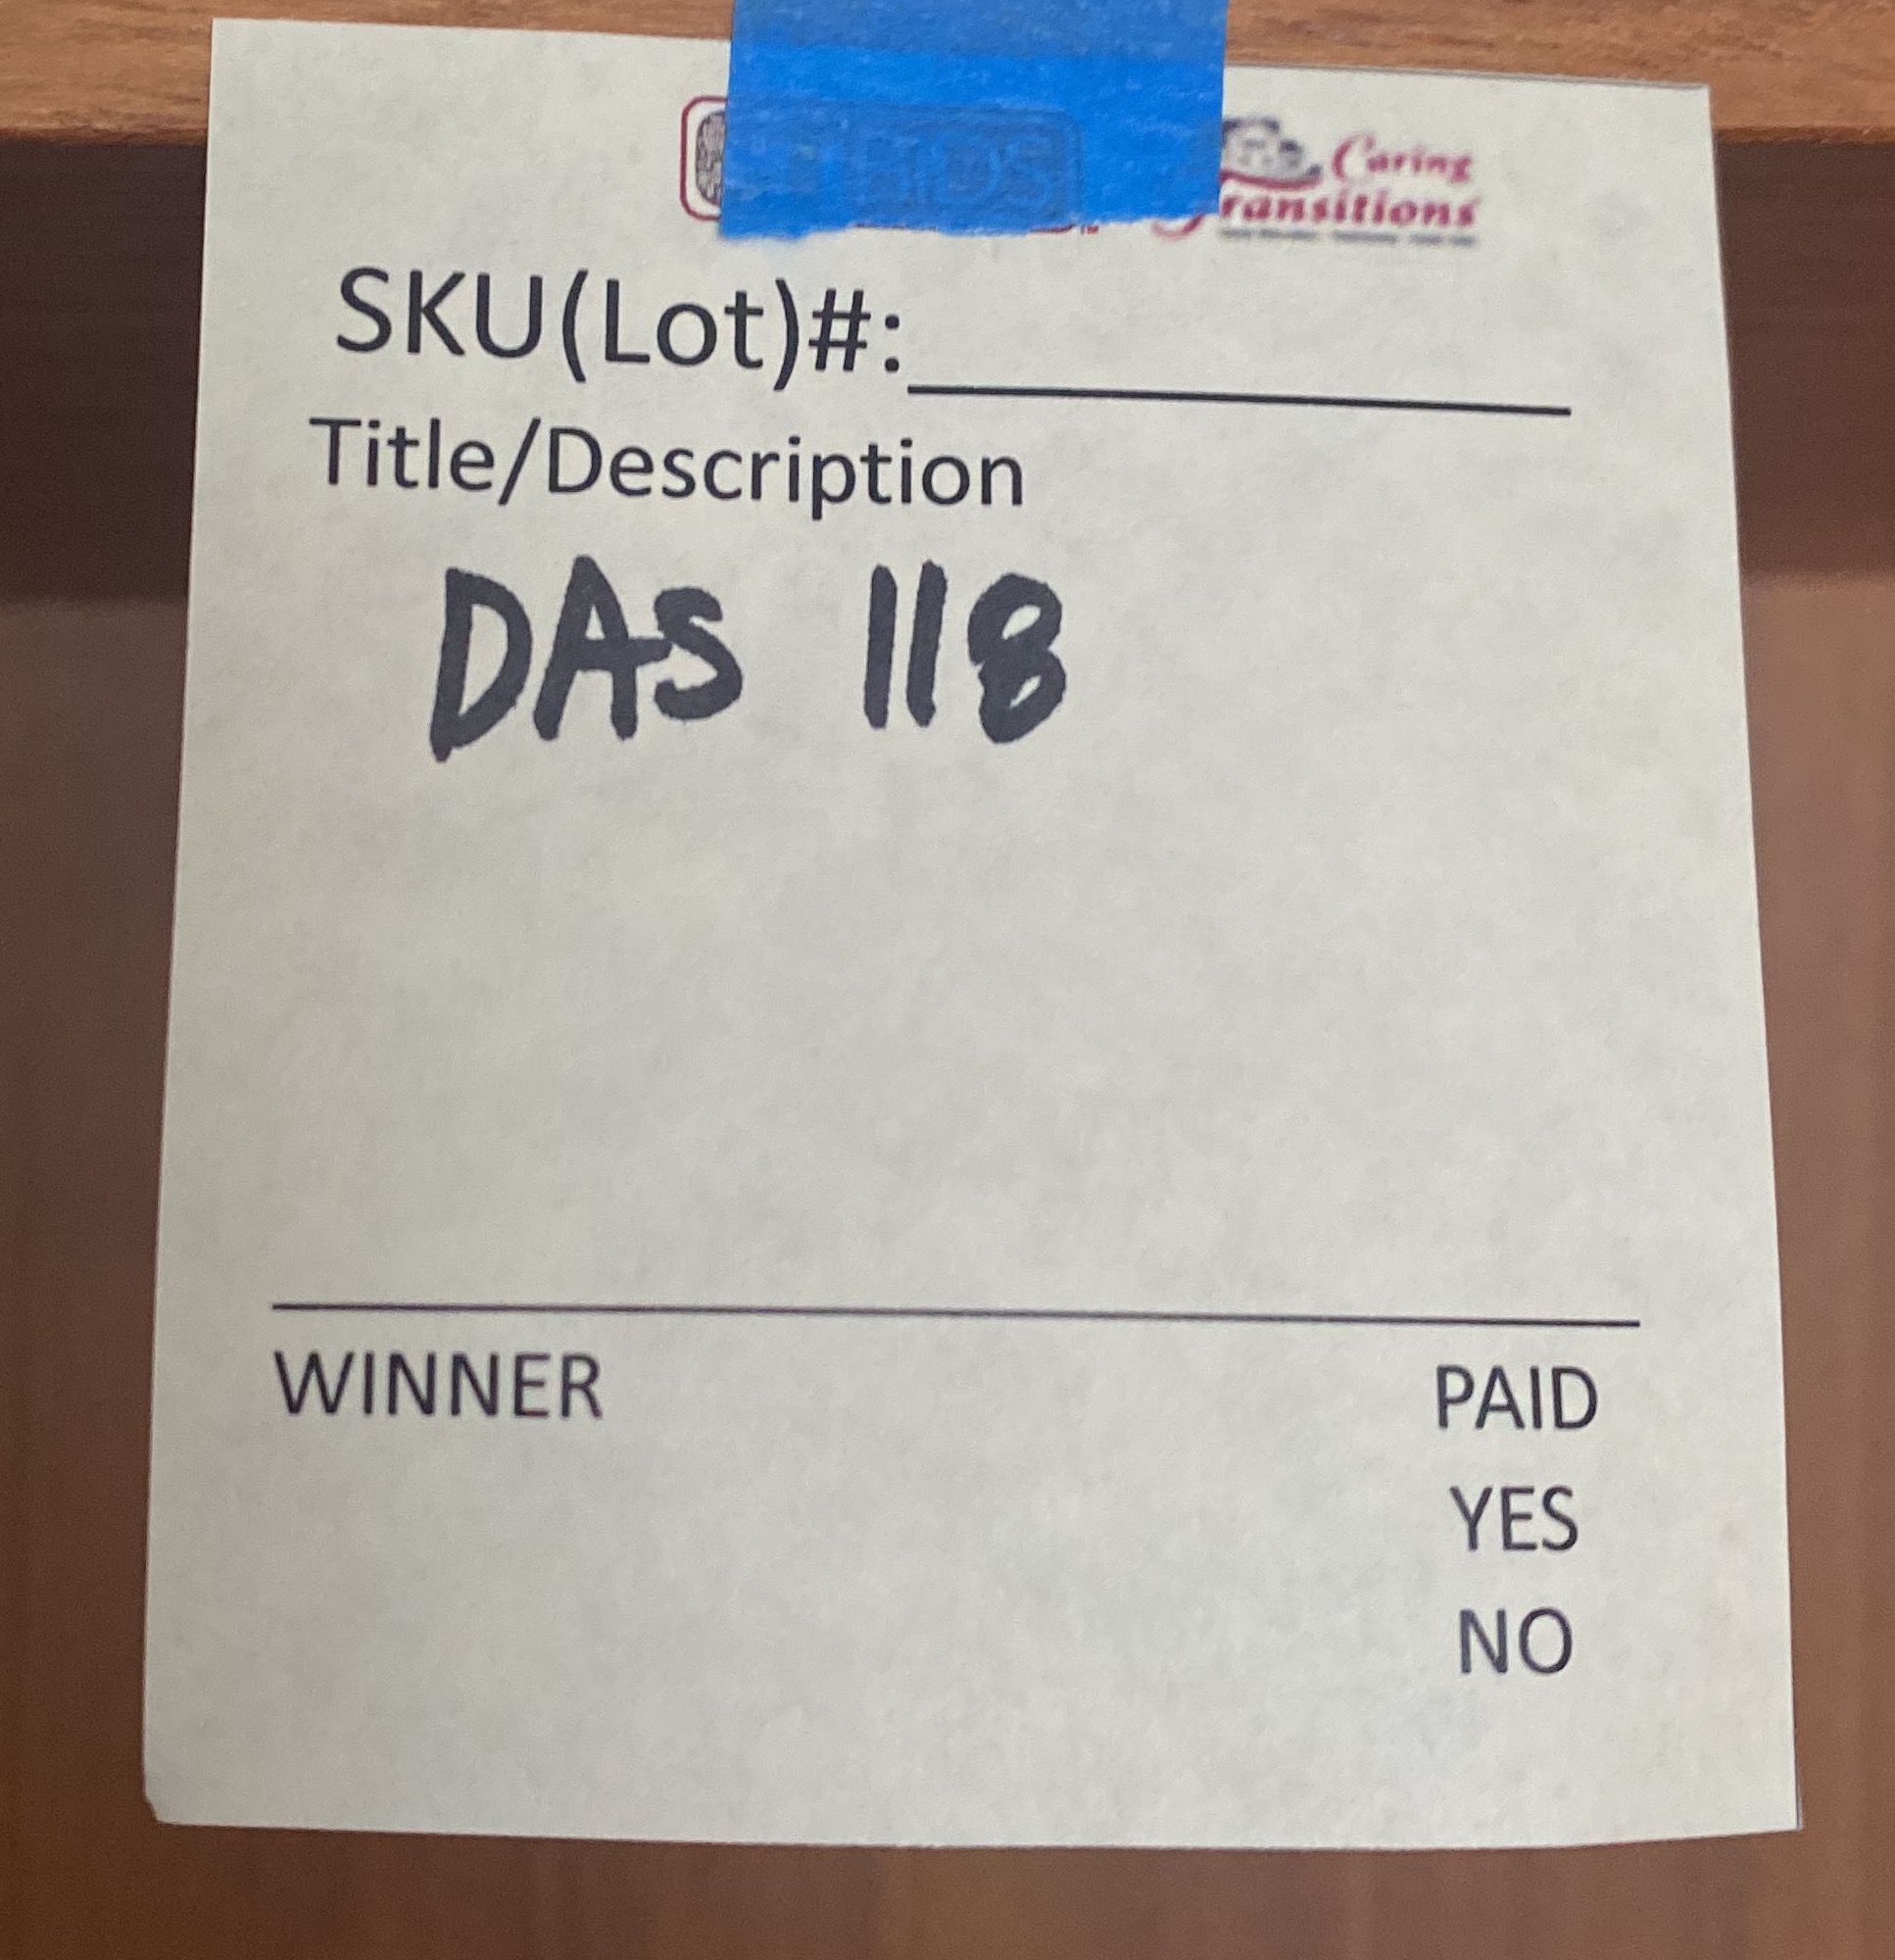 Caring
Transitions
SKU(Lot)#:
Title/Description
DAS 118
WINNER
PAID
YES
NO